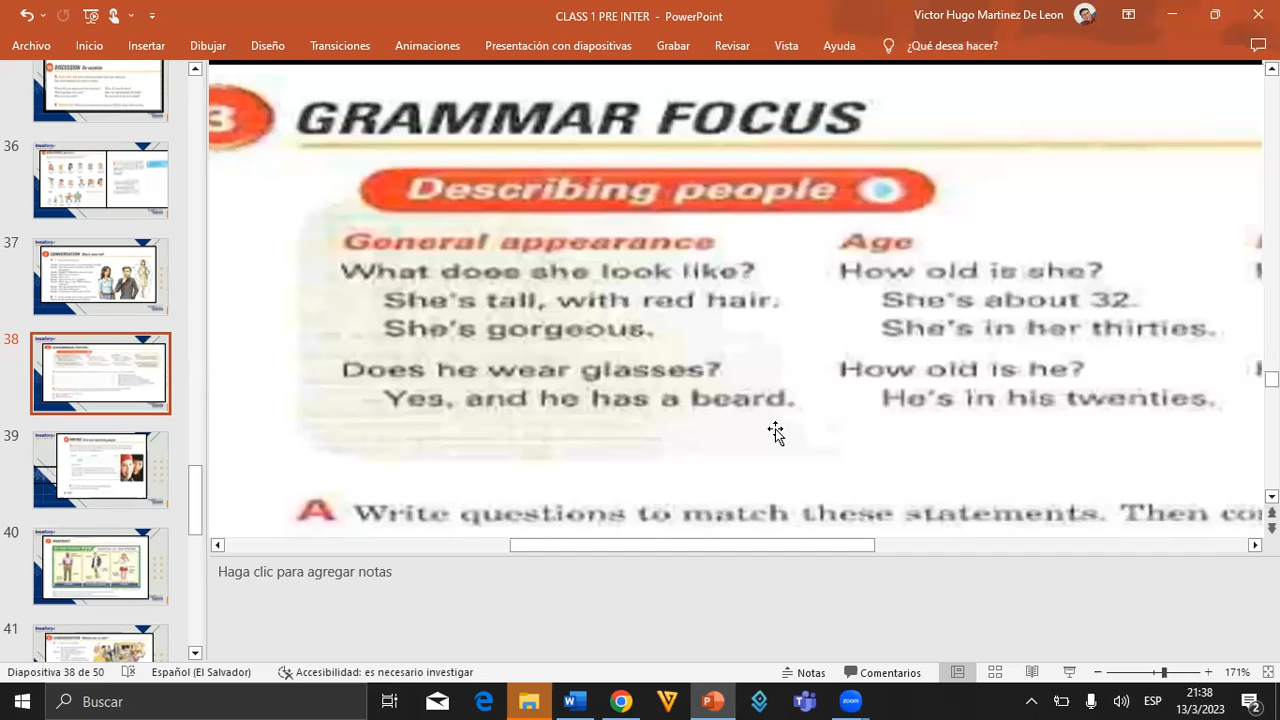 CLASS 1 PRE INTER - PowerPoint
Victor Hugo Martinez De Leon
Archivo Inicio Insertar Dibujar Diseño Transiciones Animaciones Presentación con diapositivas Grabar Revisar Vista Ayuda ¿Qué desea hacer?
36
37
38
39
40
41
3 GRAMMAR FOCUS
Describing people
General appearance
What does she look like?
She's tall, with red hair.
She's gorgeous.
Does he wear glasses?
Yes, and he has a beard.
Age
How old is she?
She's about 32.
She's in her thirties.
How old is he?
He's in his twenties.
A Write questions to match these statements. Then
Haga clic para agregar notas
Diapositiva 38 de 50 Español (El Salvador) Accesibilidad: es necesario investigar Notas Comentarios 171%
Buscar
ESP
21:38
13/3/2023
2